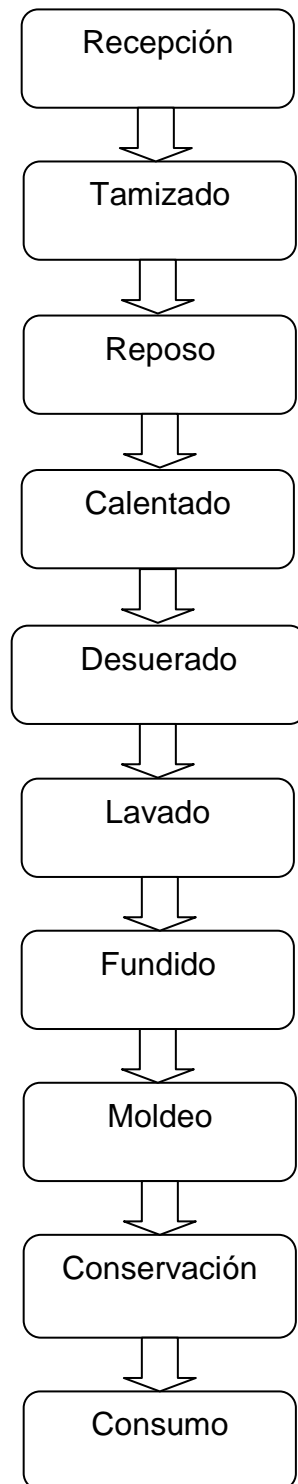 Recepción
Tamizado
Reposo
Calentado
Desuerado
Lavado
Fundido
Moldeo
Conservación
Consumo